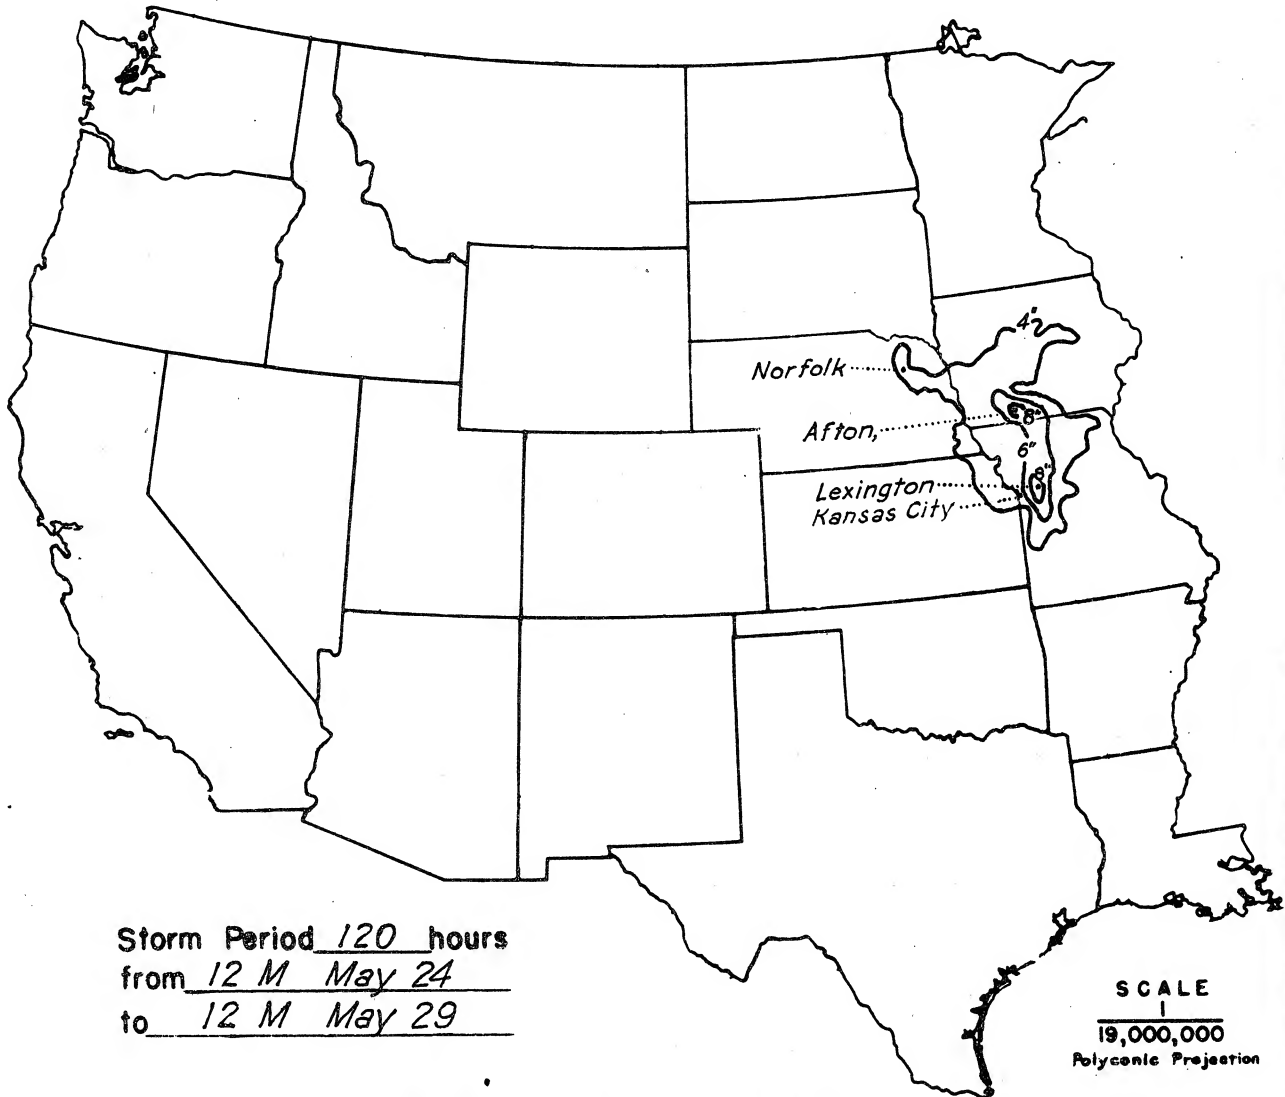 4"
Norfolk
8"
Afton,
6"
8"
Lexington
Kansas City
Storm Period 120 hours
from 12 M May 24
to 12 M May 29
SCALE
1
19,000,000
Polyconic Projection